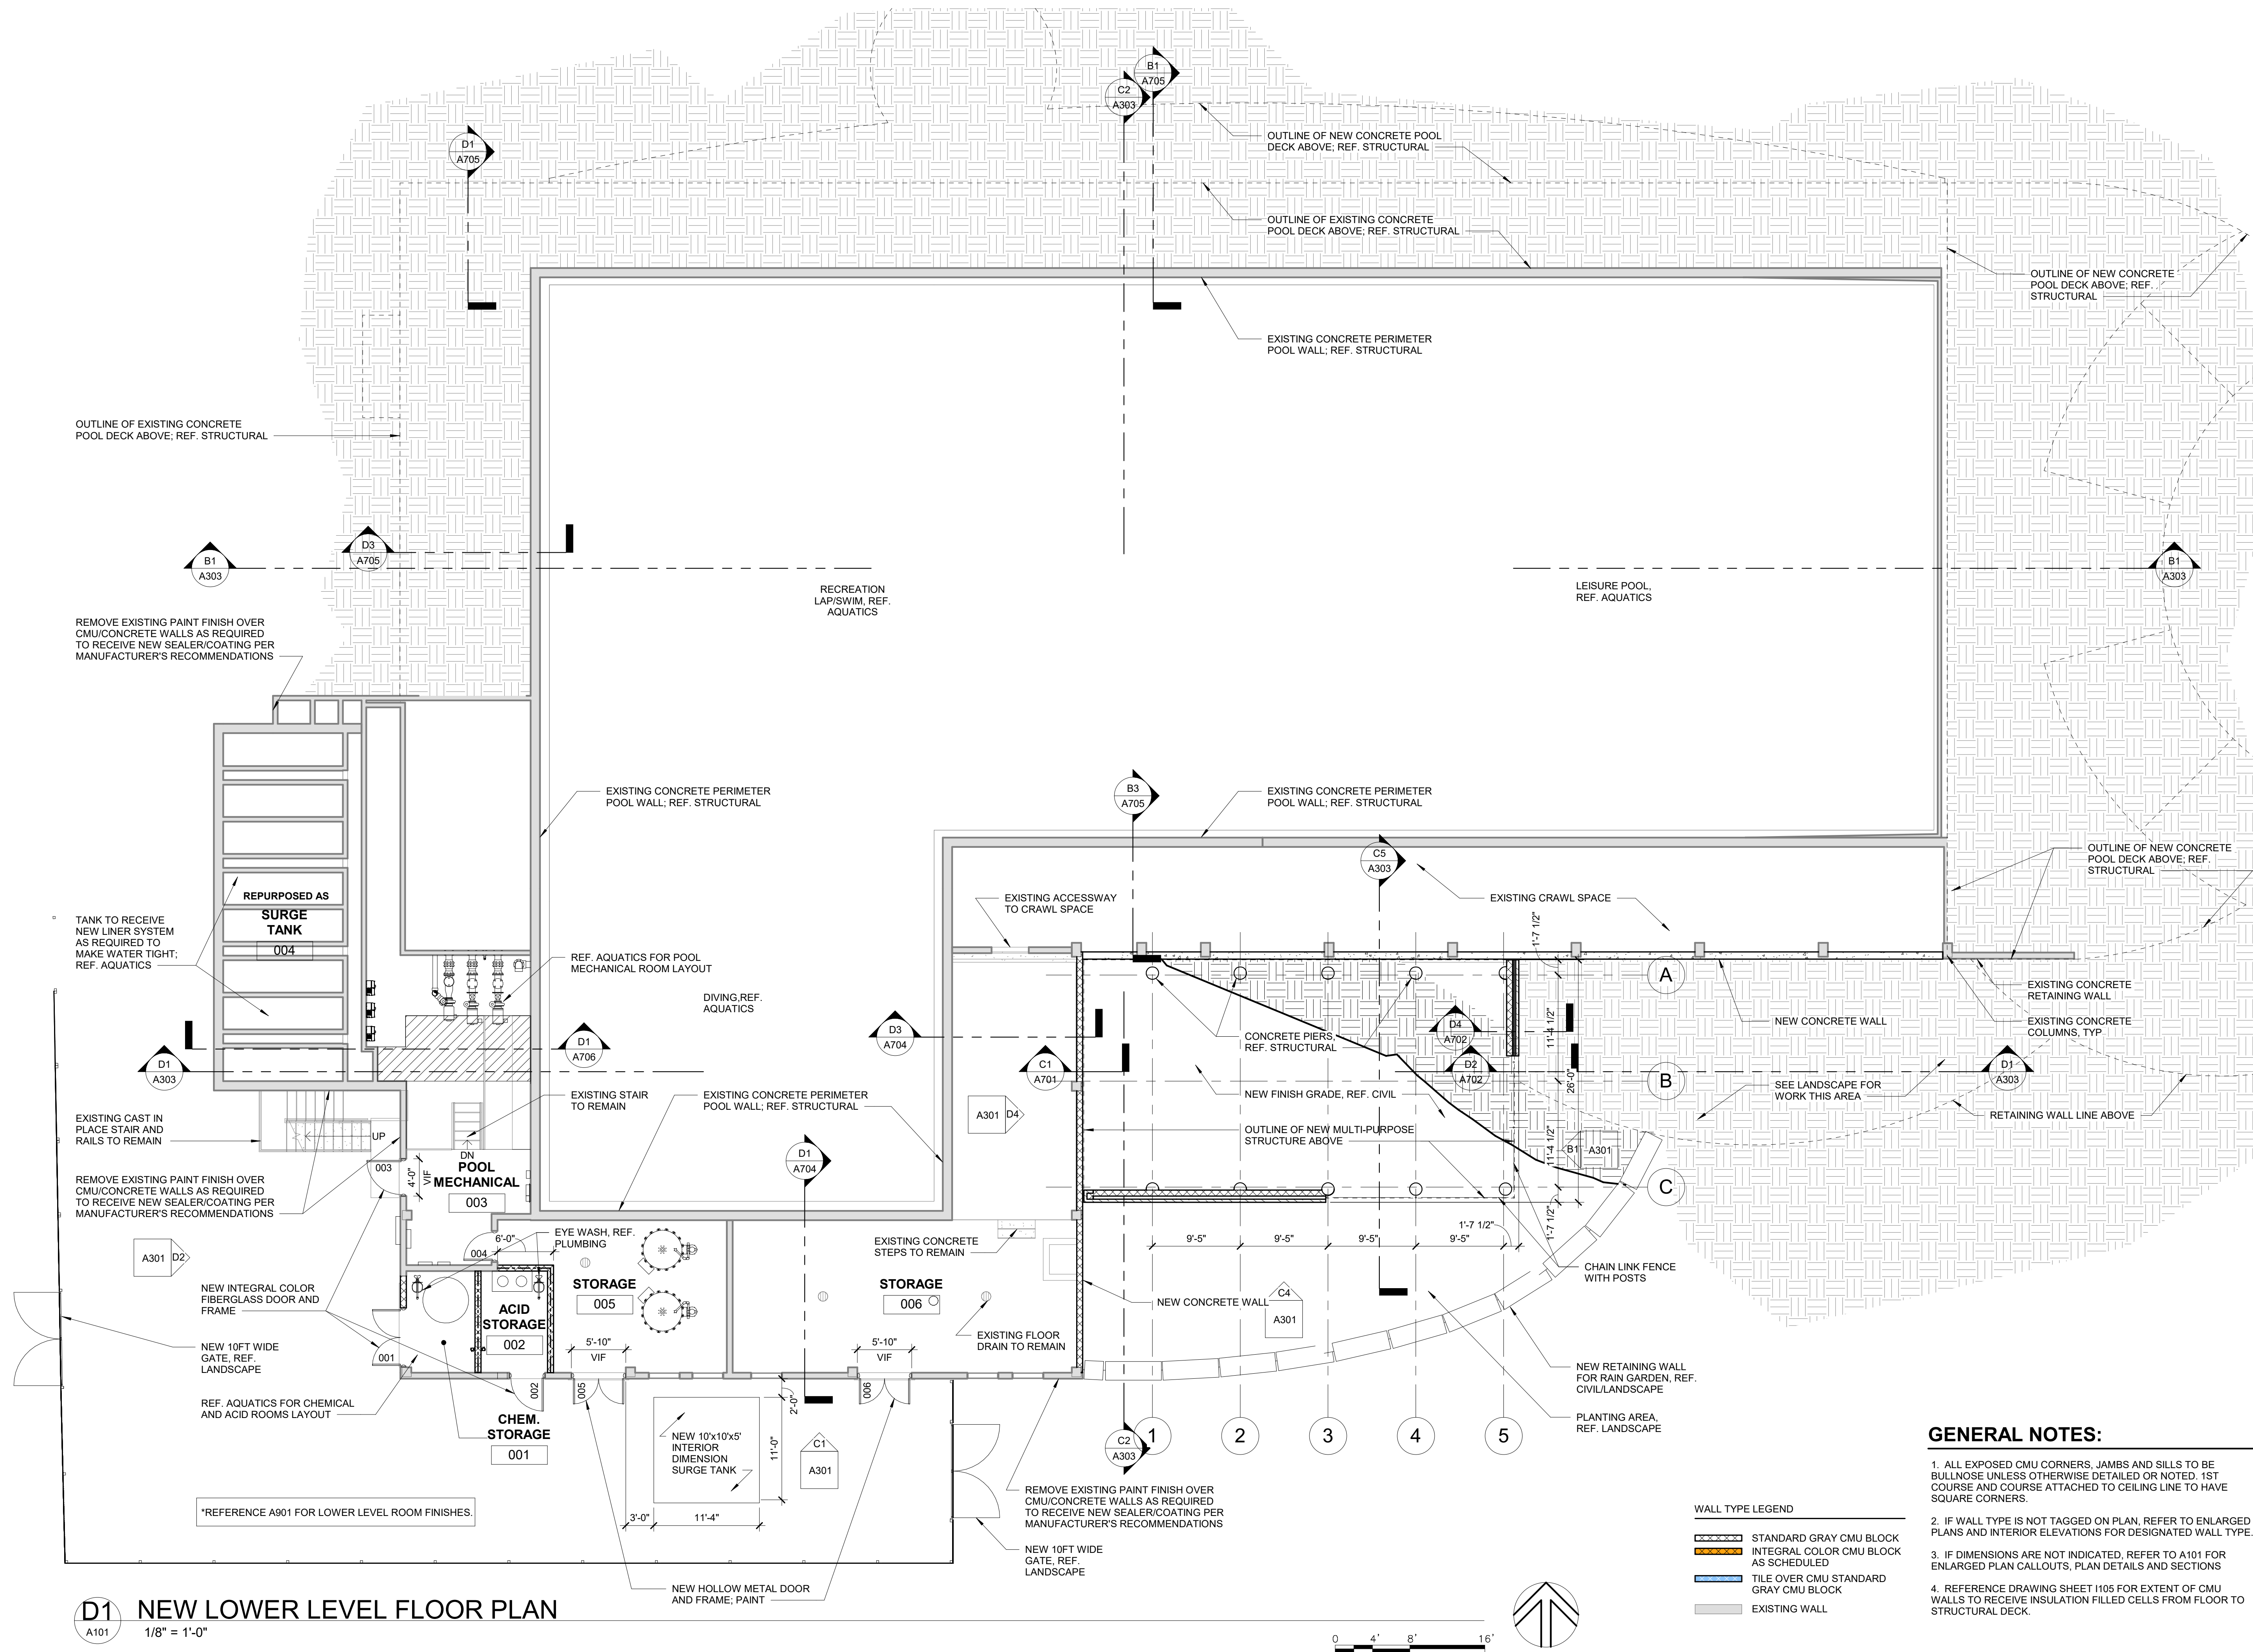 B1
A705
C2
A303
D1
A705
OUTLINE OF NEW CONCRETE POOL
DECK ABOVE; REF. STRUCTURAL
OUTLINE OF EXISTING CONCRETE
POOL DECK ABOVE; REF. STRUCTURAL
OUTLINE OF NEW CONCRETE
POOL DECK ABOVE; REF.
STRUCTURAL
EXISTING CONCRETE PERIMETER
POOL WALL; REF. STRUCTURAL
OUTLINE OF EXISTING CONCRETE
POOL DECK ABOVE; REF. STRUCTURAL
B1
A303
D3
A705
RECREATION
LAP/SWIM, REF.
AQUATICS
LEISURE POOL,
REF. AQUATICS
B1
A303
REMOVE EXISTING PAINT FINISH OVER
CMU/CONCRETE WALLS AS REQUIRED
TO RECEIVE NEW SEALER/COATING PER
MANUFACTURER'S RECOMMENDATIONS
EXISTING CONCRETE PERIMETER
POOL WALL; REF. STRUCTURAL
B3
A705
EXISTING CONCRETE PERIMETER
POOL WALL; REF. STRUCTURAL
C5
A303
OUTLINE OF NEW CONCRETE
POOL DECK ABOVE; REF.
STRUCTURAL
REPURPOSED AS
SURGE
TANK
004
EXISTING ACCESSWAY
TO CRAWL SPACE
EXISTING CRAWL SPACE
TANK TO RECEIVE
NEW LINER SYSTEM
AS REQUIRED TO
MAKE WATER TIGHT;
REF. AQUATICS
REF. AQUATICS FOR POOL
MECHANICAL ROOM LAYOUT
DIVING,REF.
AQUATICS
1'-7 1/2"
A
EXISTING CONCRETE
RETAINING WALL
NEW CONCRETE WALL
EXISTING CONCRETE
COLUMNS, TYP
D3
A704
CONCRETE PIERS,
REF. STRUCTURAL
D4
A702
11'-4 1/2"
D1
A706
D1
A303
C1
A701
D2
A702
26'-0"
B
D1
A303
SEE LANDSCAPE FOR
WORK THIS AREA
RETAINING WALL LINE ABOVE
EXISTING STAIR
TO REMAIN
EXISTING CONCRETE PERIMETER
POOL WALL; REF. STRUCTURAL
A301
D4
NEW FINISH GRADE, REF. CIVIL
OUTLINE OF NEW MULTI-PURPOSE
STRUCTURE ABOVE
EXISTING CAST IN
PLACE STAIR AND
RAILS TO REMAIN
UP
DN
POOL
MECHANICAL
003
003
4'-0"
VIF
D1
A704
B1
A301
11'-4 1/2"
C
REMOVE EXISTING PAINT FINISH OVER
CMU/CONCRETE WALLS AS REQUIRED
TO RECEIVE NEW SEALER/COATING PER
MANUFACTURER'S RECOMMENDATIONS
1'-7 1/2"
A301
D2
6'-0"
004
EYE WASH, REF.
PLUMBING
EXISTING CONCRETE
STEPS TO REMAIN
9'-5"
9'-5"
9'-5"
9'-5"
1'-7 1/2"
CHAIN LINK FENCE
WITH POSTS
NEW INTEGRAL COLOR
FIBERGLASS DOOR AND
FRAME
ACID
STORAGE
002
STORAGE
005
STORAGE
006
NEW CONCRETE WALL
C4
A301
NEW 10FT WIDE
GATE, REF.
LANDSCAPE
001
5'-10"
VIF
5'-10"
VIF
EXISTING FLOOR
DRAIN TO REMAIN
NEW RETAINING WALL
FOR RAIN GARDEN, REF.
CIVIL/LANDSCAPE
REF. AQUATICS FOR CHEMICAL
AND ACID ROOMS LAYOUT
002
005
006
2'-0"
CHEM.
STORAGE
001
NEW 10'x10'x5'
INTERIOR
DIMENSION
SURGE TANK
11'-0"
C1
A301
C2
A303
1
2
3
4
5
PLANTING AREA,
REF. LANDSCAPE
3'-0"
11'-4"
REMOVE EXISTING PAINT FINISH OVER
CMU/CONCRETE WALLS AS REQUIRED
TO RECEIVE NEW SEALER/COATING PER
MANUFACTURER'S RECOMMENDATIONS
*REFERENCE A901 FOR LOWER LEVEL ROOM FINISHES.
NEW 10FT WIDE
GATE, REF.
LANDSCAPE
NEW HOLLOW METAL DOOR
AND FRAME; PAINT
D1
A101
NEW LOWER LEVEL FLOOR PLAN
1/8" = 1'-0"
0 4' 8' 16'
WALL TYPE LEGEND
STANDARD GRAY CMU BLOCK
INTEGRAL COLOR CMU BLOCK
AS SCHEDULED
TILE OVER CMU STANDARD
GRAY CMU BLOCK
EXISTING WALL
GENERAL NOTES:
1. ALL EXPOSED CMU CORNERS, JAMBS AND SILLS TO BE
BULLNOSE UNLESS OTHERWISE DETAILED OR NOTED. 1ST
COURSE AND COURSE ATTACHED TO CEILING LINE TO HAVE
SQUARE CORNERS.
2. IF WALL TYPE IS NOT TAGGED ON PLAN, REFER TO ENLARGED
PLANS AND INTERIOR ELEVATIONS FOR DESIGNATED WALL TYPE.
3. IF DIMENSIONS ARE NOT INDICATED, REFER TO A101 FOR
ENLARGED PLAN CALLOUTS, PLAN DETAILS AND SECTIONS
4. REFERENCE DRAWING SHEET I105 FOR EXTENT OF CMU
WALLS TO RECEIVE INSULATION FILLED CELLS FROM FLOOR TO
STRUCTURAL DECK.